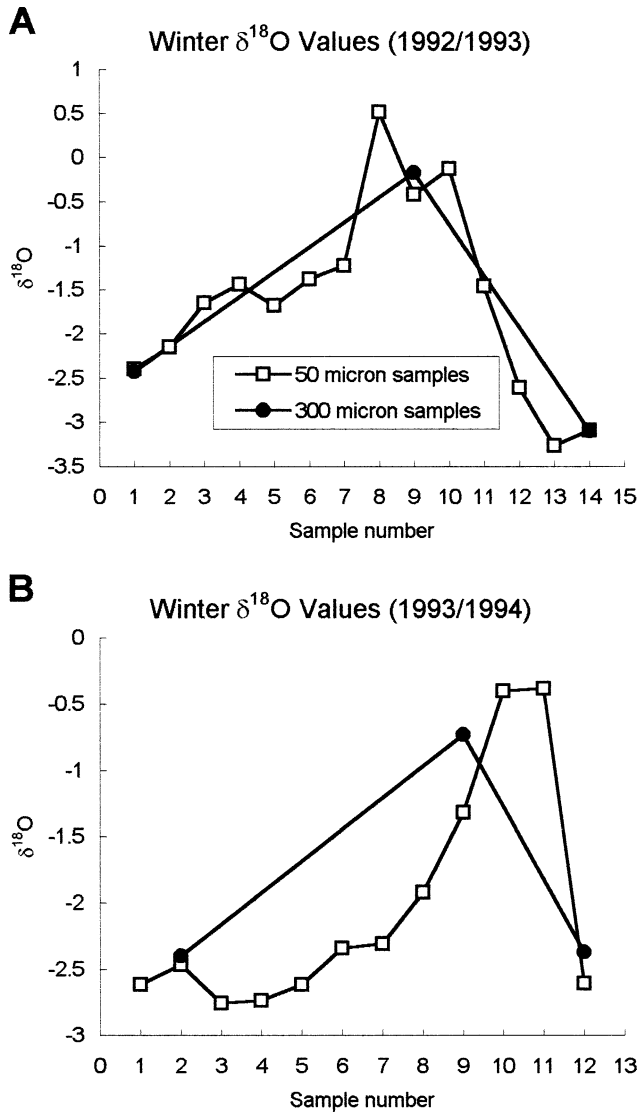 A
Winter δ¹⁸O Values (1992/1993)
1
0.5
0
-0.5
-1
-1.5
-2
-2.5
-3
-3.5
δ¹⁸O
50 micron samples
300 micron samples
0 1 2 3 4 5 6 7 8 9 10 11 12 13 14 15
Sample number
B
Winter δ¹⁸O Values (1993/1994)
0
-0.5
-1
-1.5
-2
-2.5
-3
δ¹⁸O
0 1 2 3 4 5 6 7 8 9 10 11 12 13
Sample number